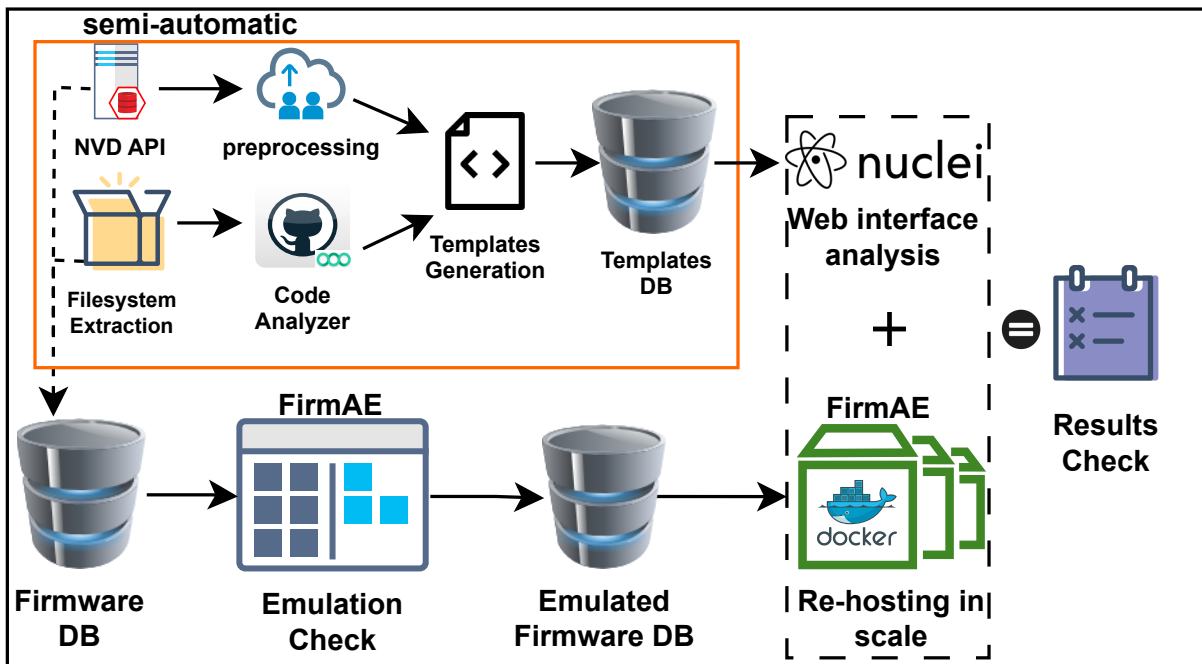 semi-automatic
NVD API
preprocessing
Filesystem
Extraction
Code
Analyzer
Templates
Generation
Templates
DB
nuclei
Web interface
analysis
+
=
Results
Check
Firmware
DB
FirmAE
Emulation
Check
Emulated
Firmware DB
FirmAE
docker
Re-hosting in
scale